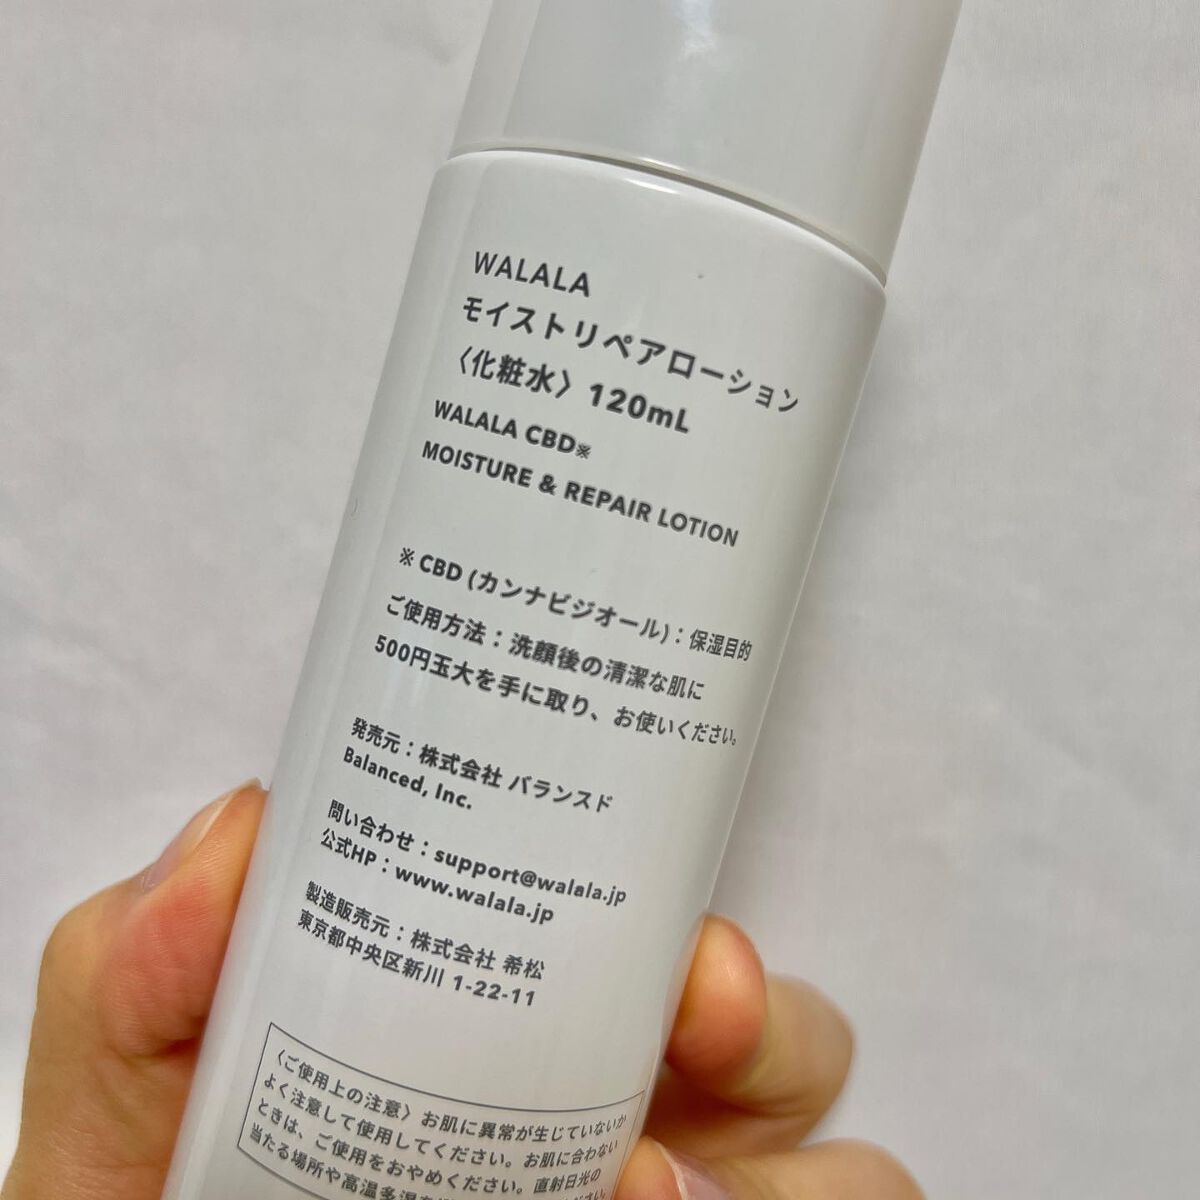 WALALA
モイストリペアローション
〈化粧水〉120mL
WALALA CBD※
MOISTURE & REPAIR LOTION
※ CBD (カンナビジオール)：保湿目的
ご使用方法：洗顔後の清潔な肌に
500円玉大を手に取り、お使いください。
発売元：株式会社 バランスド
Balanced, Inc.
問い合わせ：support@walala.jp
公式HP：www.walala.jp
製造販売元：株式会社 希松
東京都中央区新川 1-22-11
〈ご使用上の注意〉お肌に異常が生じていないか
よく注意して使用してください。お肌に合わない
ときは、ご使用をおやめください。直射日光の
当たる場所や高温多湿